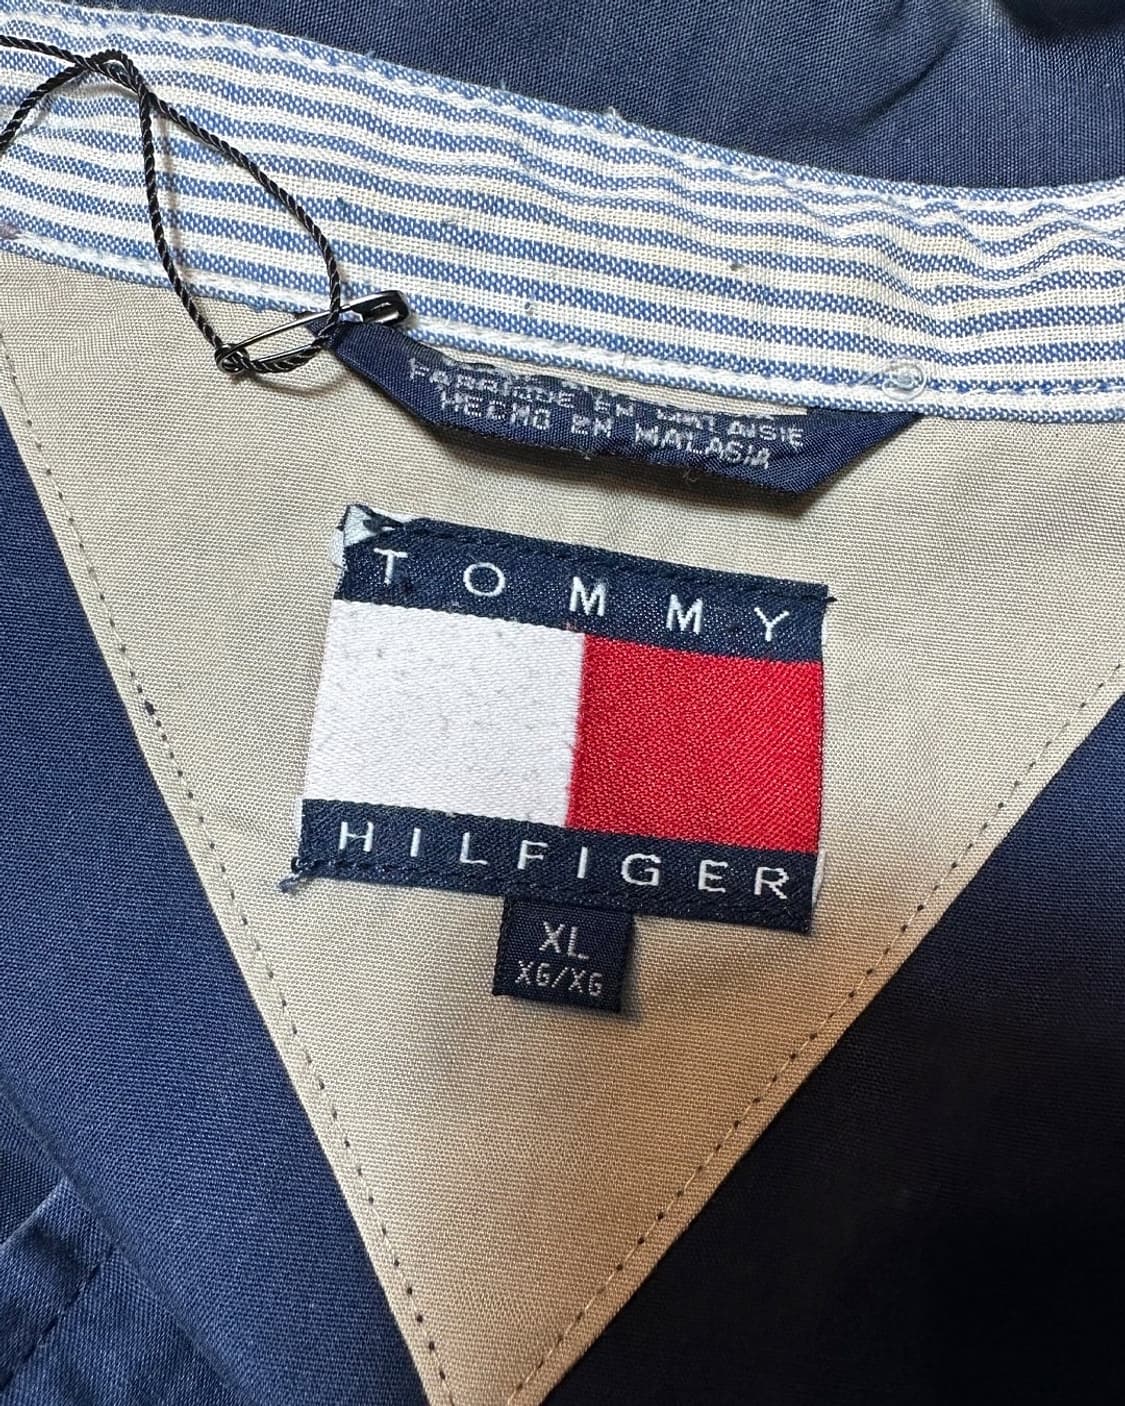 FABRIQUE EN MALAISIE
HECHO EN MALASIA
TOMMY
HILFIGER
XL
XG/XG